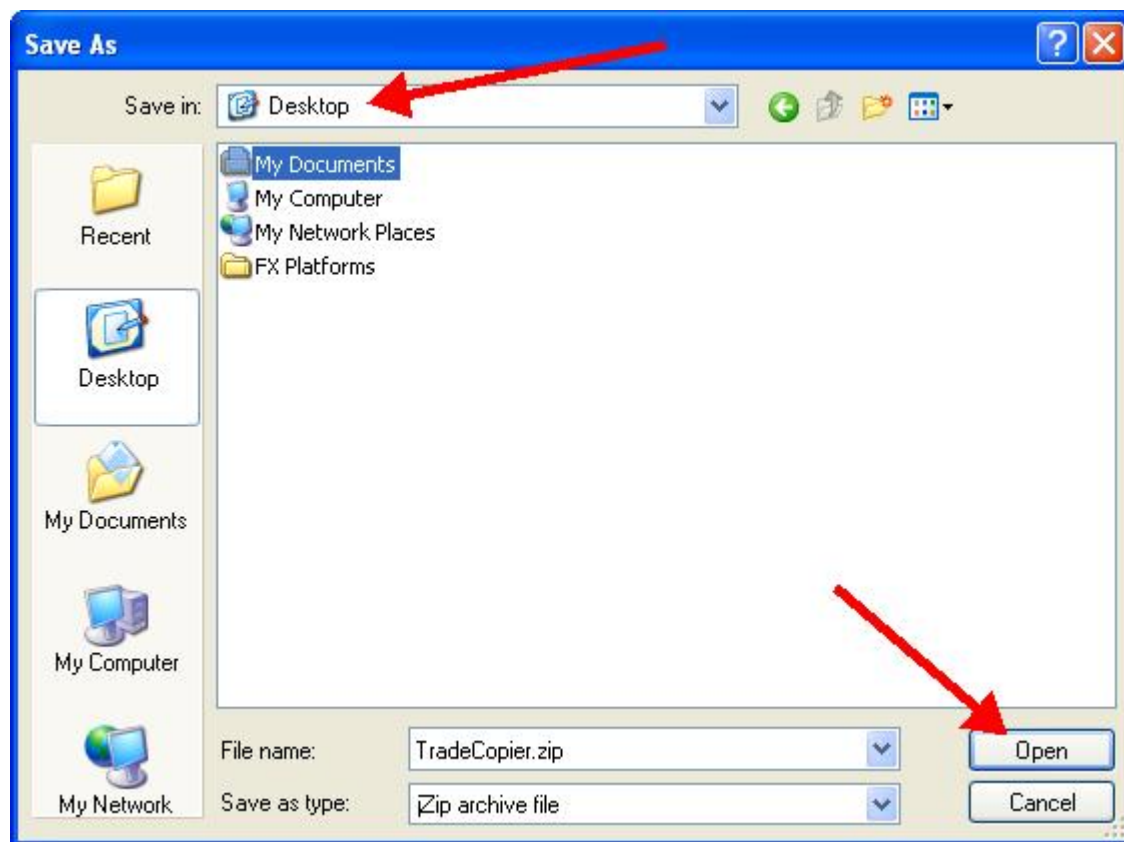 Save As
Save in: Desktop
My Documents
My Computer
My Network Places
FX Platforms
Recent
Desktop
My Documents
My Computer
My Network
File name: TradeCopier.zip Open
Save as type: jZip archive file Cancel